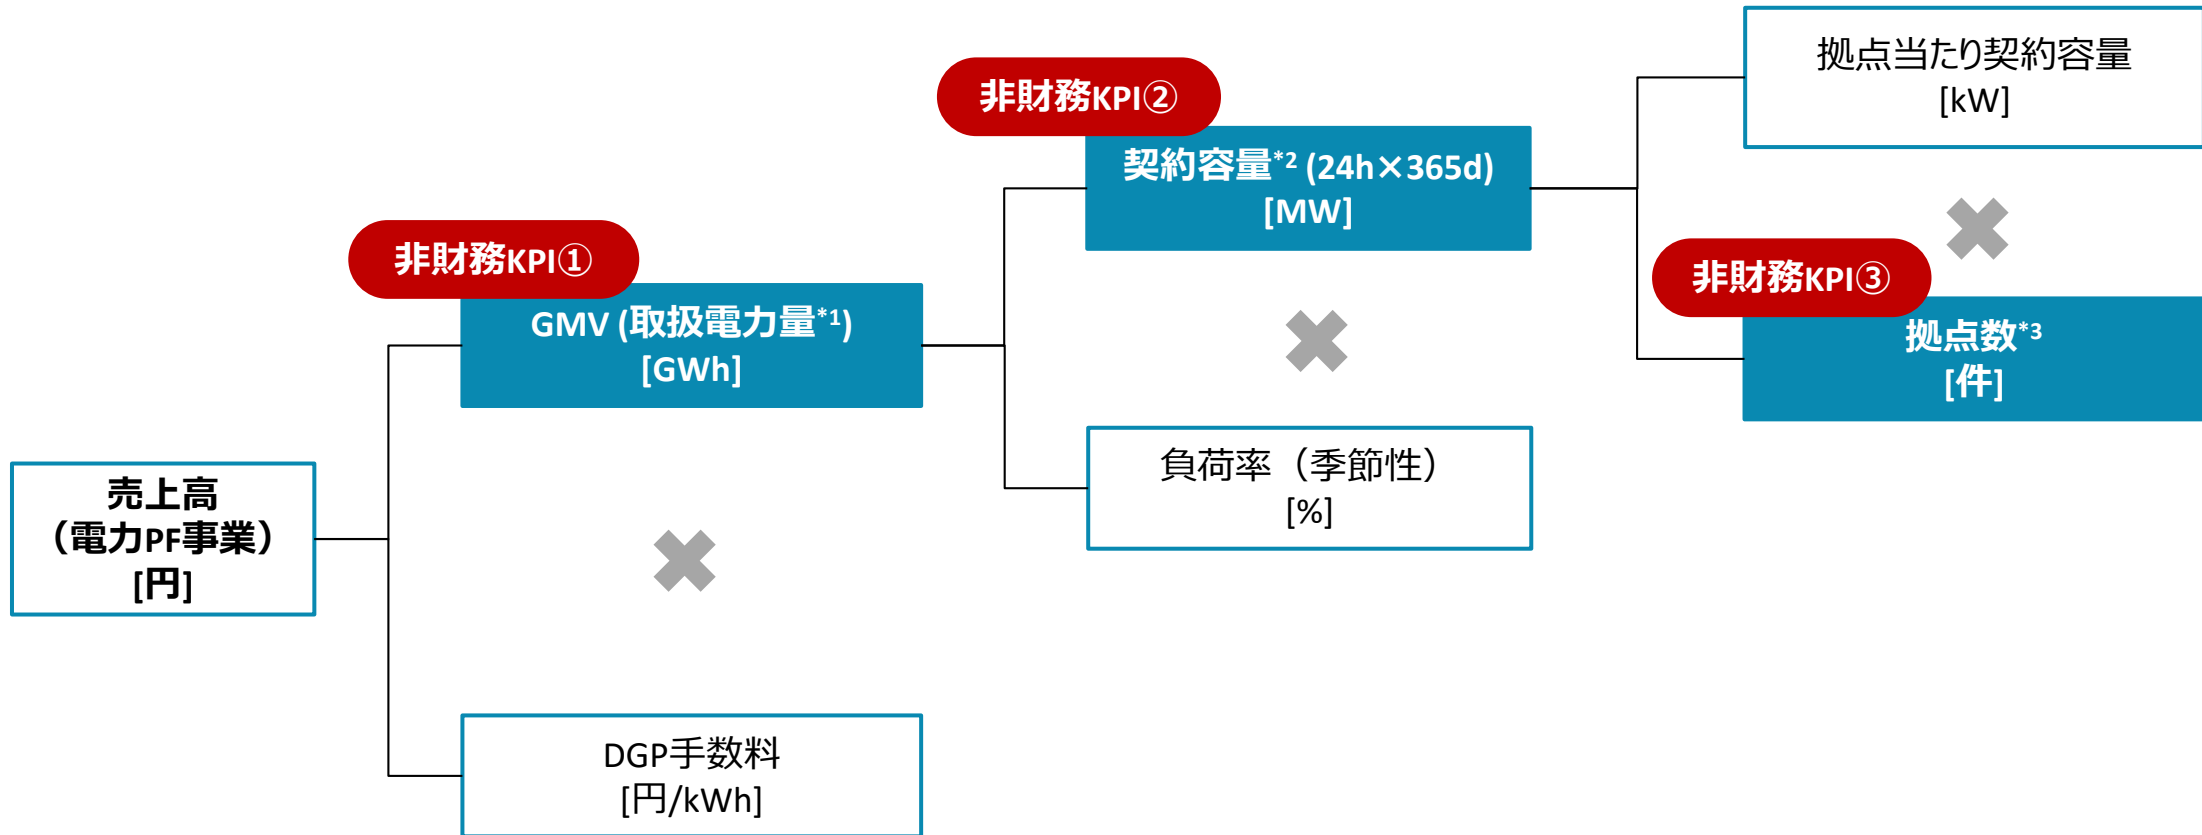 売上高
（電力PF事業）
[円]
非財務KPI①
GMV (取扱電力量*1)
[GWh]
DGP手数料
[円/kWh]
非財務KPI②
契約容量*2 (24h×365d)
[MW]
負荷率（季節性）
[%]
拠点当たり契約容量
[kW]
非財務KPI③
拠点数*3
[件]